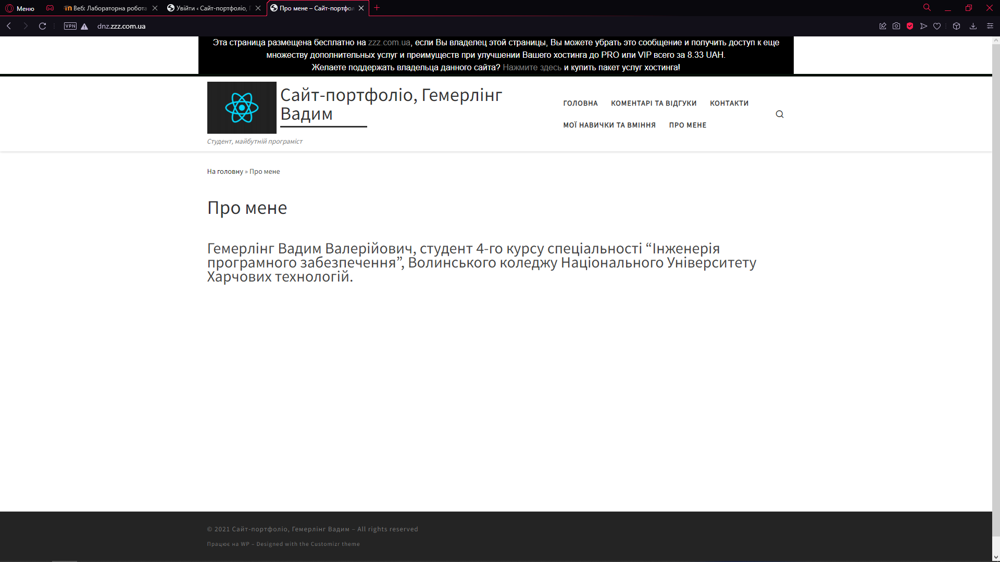 Меню
Веб: Лабораторна робота
Увійти ‹ Сайт-портфоліо,
Про мене – Сайт-портфол
VPN
dnz.zzz.com.ua
Эта страница размещена бесплатно на zzz.com.ua, если Вы владелец этой страницы, Вы можете убрать это сообщение и получить доступ к еще
множеству дополнительных услуг и преимуществ при улучшении Вашего хостинга до PRO или VIP всего за 8.33 UAH.
Желаете поддержать владельца данного сайта? Нажмите здесь и купить пакет услуг хостинга!
Сайт-портфоліо, Гемерлінг
Вадим
Студент, майбутній програміст
ГОЛОВНА КОМЕНТАРІ ТА ВІДГУКИ КОНТАКТИ
МОЇ НАВИЧКИ ТА ВМІННЯ ПРО МЕНЕ
На головну » Про мене
Про мене
Гемерлінг Вадим Валерійович, студент 4-го курсу спеціальності “Інженерія
програмного забезпечення”, Волинського коледжу Національного Університету
Харчових технологій.
© 2021 Сайт-портфоліо, Гемерлінг Вадим – All rights reserved
Працює на WP – Designed with the Customizr theme